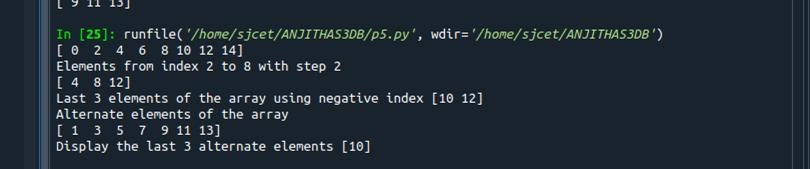 [ 9 11 13]
In [25]: runfile('/home/sjcet/ANJITHAS3DB/p5.py', wdir='/home/sjcet/ANJITHAS3DB')
[ 0  2  4  6  8 10 12 14]
Elements from index 2 to 8 with step 2
[ 4  8 12]
Last 3 elements of the array using negative index [10 12]
Alternate elements of the array
[ 1  3  5  7  9 11 13]
Display the last 3 alternate elements [10]